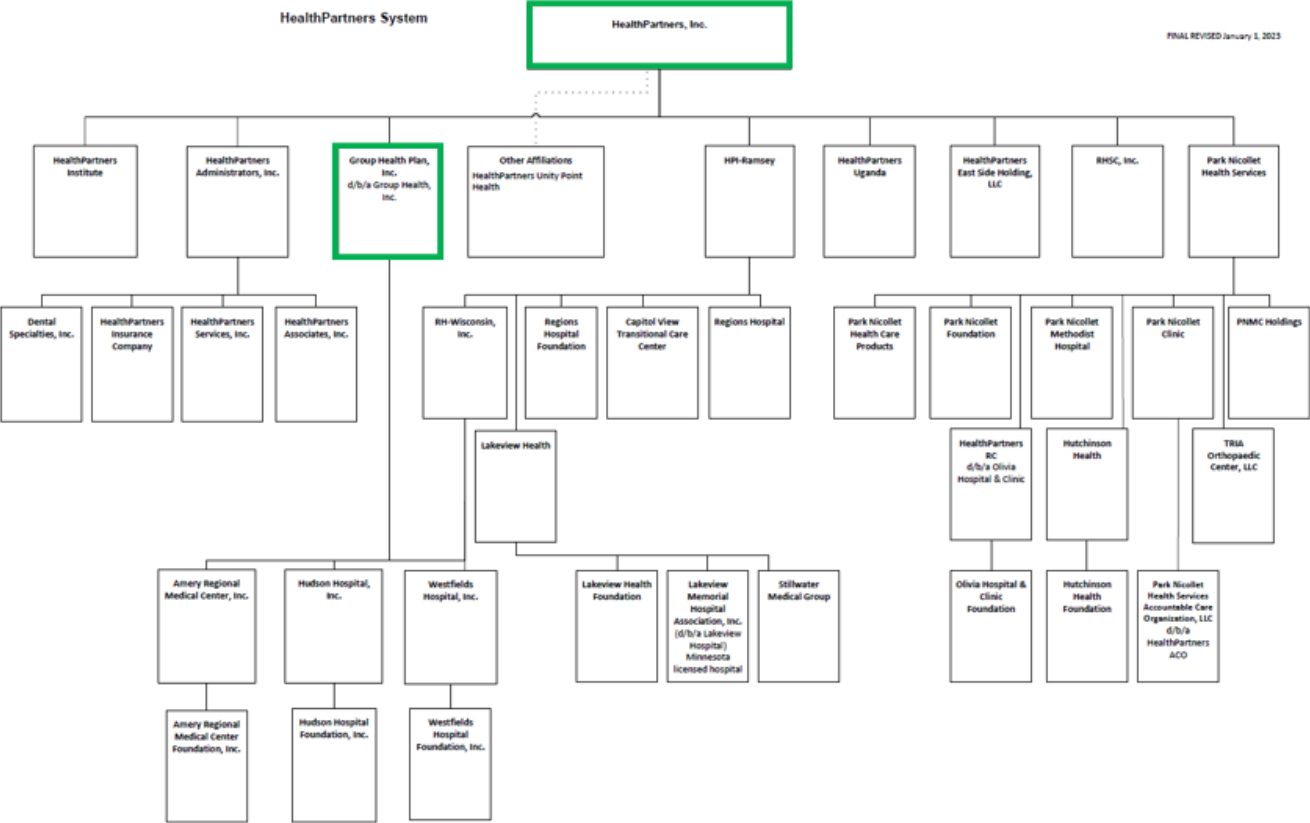 HealthPartners System
HealthPartners, Inc.
FINAL REVISED January 1, 2023
HealthPartners
Institute
HealthPartners
Administrators, Inc.
Group Health Plan,
Inc.
d/b/a Group Health,
Inc.
Other Affiliations
HealthPartners Unity Point
Health
HPI-Ramsey
HealthPartners
Uganda
HealthPartners
East Side Holding,
LLC
RHSC, Inc.
Park Nicollet
Health Services
Dental
Specialties, Inc.
HealthPartners
Insurance
Company
HealthPartners
Services, Inc.
HealthPartners
Associates, Inc.
RH-Wisconsin,
Inc.
Regions
Hospital
Foundation
Capitol View
Transitional Care
Center
Regions Hospital
Park Nicollet
Health Care
Products
Park Nicollet
Foundation
Park Nicollet
Methodist
Hospital
Park Nicollet
Clinic
PNMC Holdings
Lakeview Health
HealthPartners
RC
d/b/a Olivia
Hospital & Clinic
Hutchinson
Health
TRIA
Orthopaedic
Center, LLC
Amery Regional
Medical Center, Inc.
Hudson Hospital,
Inc.
Westfields
Hospital, Inc.
Lakeview Health
Foundation
Lakeview
Memorial
Hospital
Association, Inc.
(d/b/a Lakeview
Hospital)
Minnesota
licensed hospital
Stillwater
Medical Group
Olivia Hospital &
Clinic
Foundation
Hutchinson
Health
Foundation
Park Nicollet
Health Services
Accountable Care
Organization, LLC
d/b/a
HealthPartners
ACO
Amery Regional
Medical Center
Foundation, Inc.
Hudson Hospital
Foundation, Inc.
Westfields
Hospital
Foundation, Inc.